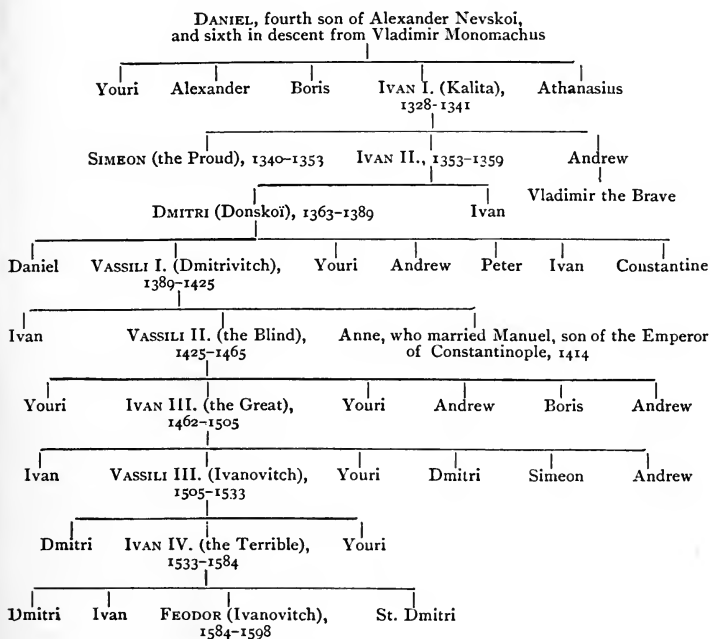 DANIEL, fourth son of Alexander Nevskoi,
and sixth in descent from Vladimir Monomachus
Youri Alexander Boris IVAN I. (Kalita), Athanasius
1328-1341
SIMEON (the Proud), 1340–1353 IVAN II., 1353–1359 Andrew
Vladimir the Brave
DMITRI (Donskoï), 1363–1389 Ivan
Daniel VASSILI I. (Dmitrivitch), Youri Andrew Peter Ivan Constantine
1389–1425
Ivan VASSILI II. (the Blind), Anne, who married Manuel, son of the Emperor
1425–1465 of Constantinople, 1414
Youri IVAN III. (the Great), Youri Andrew Boris Andrew
1462–1505
Ivan VASSILI III. (Ivanovitch), Youri Dmitri Simeon Andrew
1505–1533
Dmitri IVAN IV. (the Terrible), Youri
1533–1584
Dmitri Ivan FEODOR (Ivanovitch), St. Dmitri
1584–1598